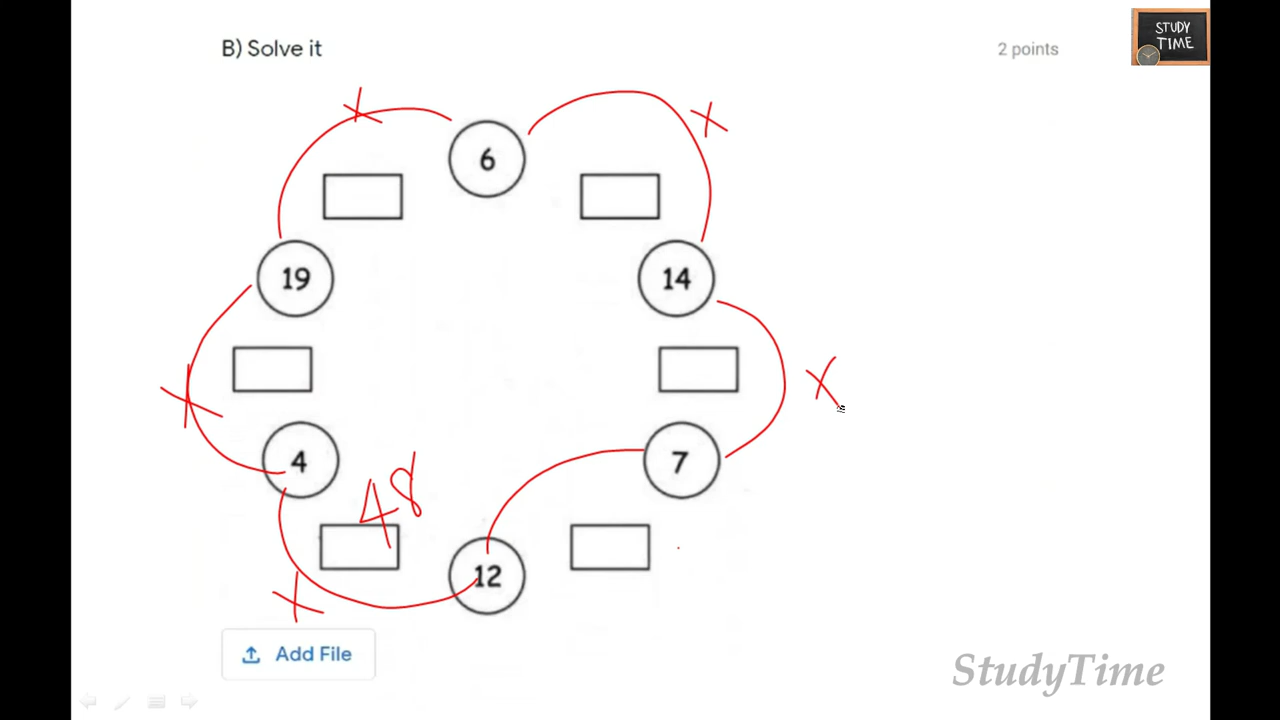 B) Solve it
2 points
STUDY
TIME
X
X
6
19
14
X
X
4
48
7
12
X
Add File
StudyTime